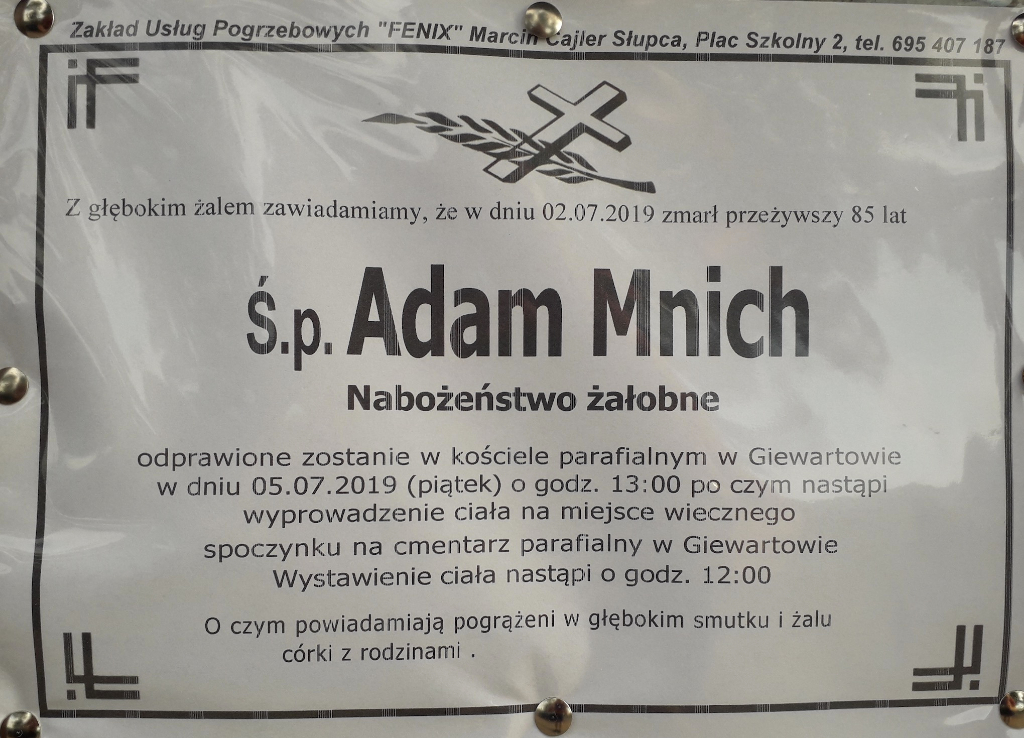 Zakład Usług Pogrzebowych "FENIX" Marcin Cajler Słupca, Plac Szkolny 2, tel. 695 407 187
Z głębokim żalem zawiadamiamy, że w dniu 02.07.2019 zmarł przeżywszy 85 lat
Ś.p. Adam Mnich
Nabożeństwo żałobne
odprawione zostanie w kościele parafialnym w Giewartowie
w dniu 05.07.2019 (piątek) o godz. 13:00 po czym nastąpi
wyprowadzenie ciała na miejsce wiecznego
spoczynku na cmentarz parafialny w Giewartowie
Wystawienie ciała nastąpi o godz. 12:00
O czym powiadamiają pogrążeni w głębokim smutku i żalu
córki z rodzinami .